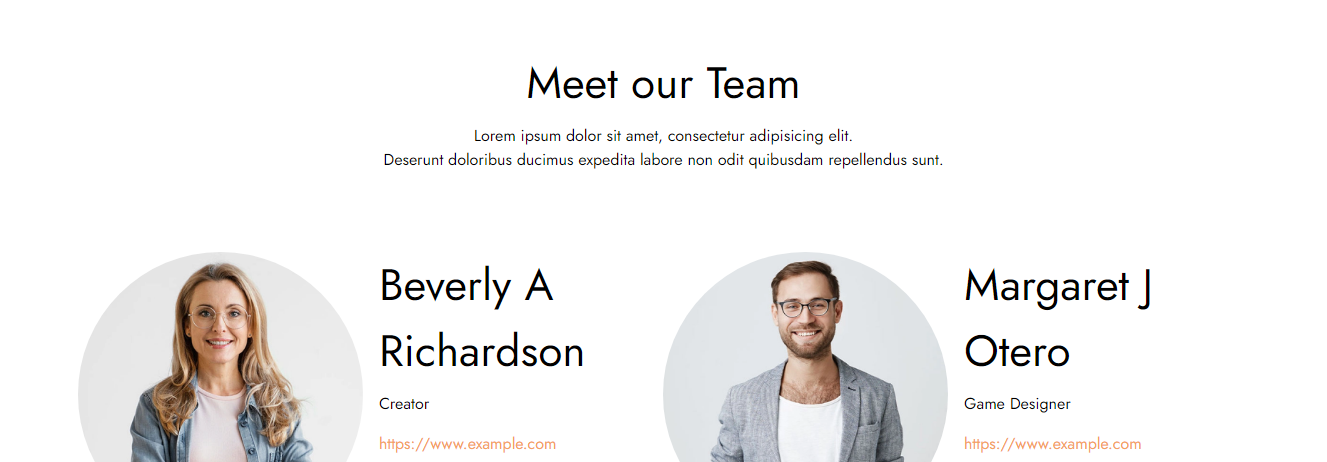 Meet our Team
Lorem ipsum dolor sit amet, consectetur adipisicing elit.
Deserunt doloribus ducimus expedita labore non odit quibusdam repellendus sunt.
Beverly A
Richardson
Creator
https://www.example.com
Margaret J
Otero
Game Designer
https://www.example.com